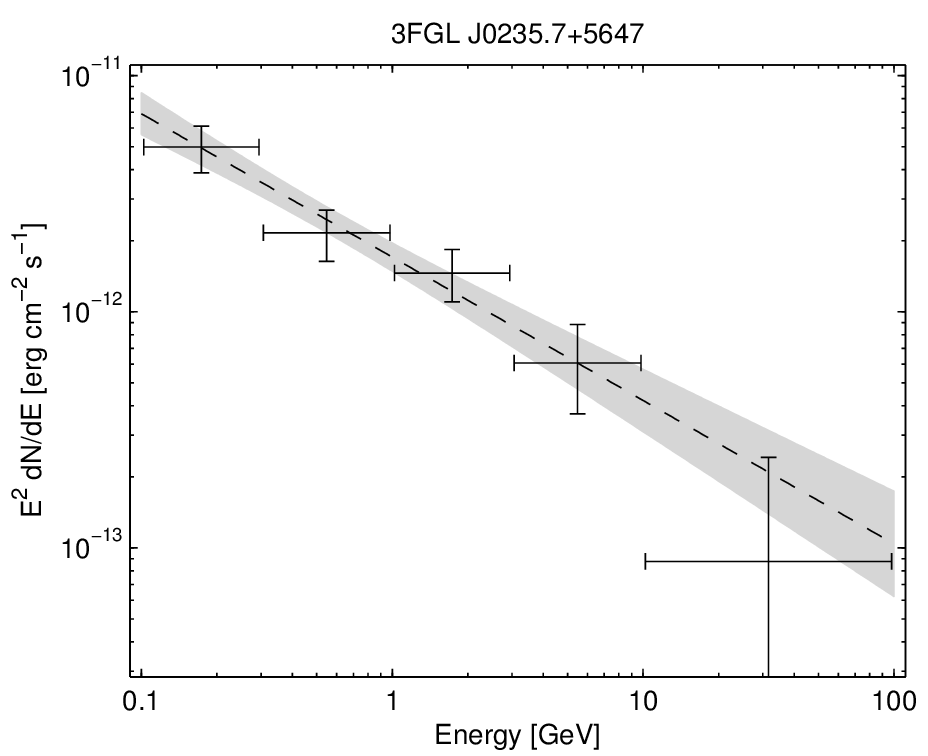 3FGL J0235.7+5647
10⁻¹¹
10⁻¹²
10⁻¹³
E² dN/dE [erg cm⁻² s⁻¹]
0.1 1 10 100
Energy [GeV]